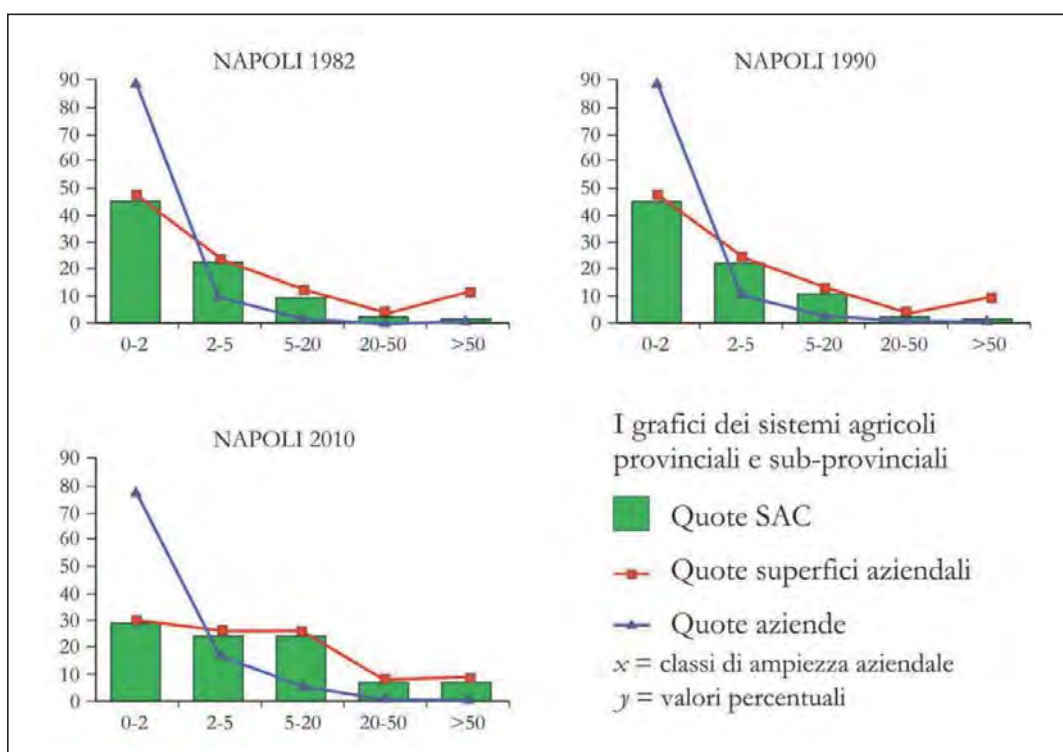 NAPOLI 1982
90
80
70
60
50
40
30
20
10
0
0-2 2-5 5-20 20-50 >50
NAPOLI 1990
90
80
70
60
50
40
30
20
10
0
0-2 2-5 5-20 20-50 >50
NAPOLI 2010
90
80
70
60
50
40
30
20
10
0
0-2 2-5 5-20 20-50 >50
I grafici dei sistemi agricoli
provinciali e sub-provinciali
Quote SAC
Quote superfici aziendali
Quote aziende
x = classi di ampiezza aziendale
y = valori percentuali